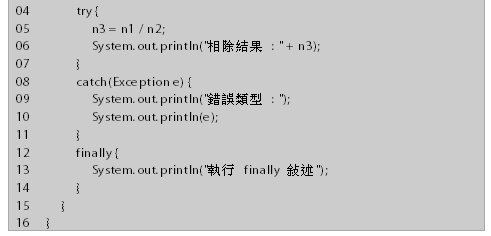 04 try{
05 n3 = n1 / n2;
06 System.out.println("相除結果 : "+ n3);
07 }
08 catch(Exception e) {
09 System.out.println("錯誤類型 : ");
10 System.out.println(e);
11 }
12 finally{
13 System.out.println("執行 finally 敍述");
14 }
15 }
16 }